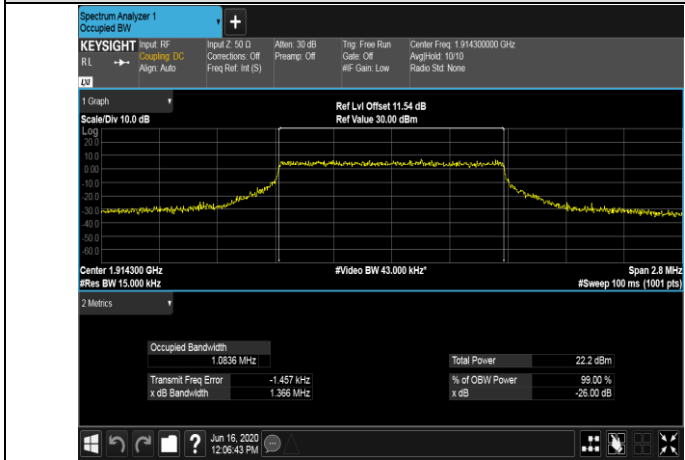 Spectrum Analyzer 1
Occupied BW
+
KEYSIGHT Input: RF Input Z: 50 Ω Atten: 30 dB Trig: Free Run Center Freq: 1.914300000 GHz
RL Coupling: DC Corrections: Off Preamp: Off Gate: Off Avg|Hold: 10/10
Align: Auto Freq Ref: Int (S) #IF Gain: Low Radio Std: None
LXI
1 Graph
Ref Lvl Offset 11.54 dB
Scale/Div 10.0 dB Ref Value 30.00 dBm
Log
20.0
10.0
0.00
-10.0
-20.0
-30.0
-40.0
-50.0
-60.0
Center 1.914300 GHz #Video BW 43.000 kHz* Span 2.8 MHz
#Res BW 15.000 kHz #Sweep 100 ms (1001 pts)
2 Metrics
Occupied Bandwidth
1.0836 MHz Total Power 22.2 dBm
Transmit Freq Error -1.457 kHz % of OBW Power 99.00 %
x dB Bandwidth 1.366 MHz x dB -26.00 dB
? Jun 16, 2020
12:06:43 PM